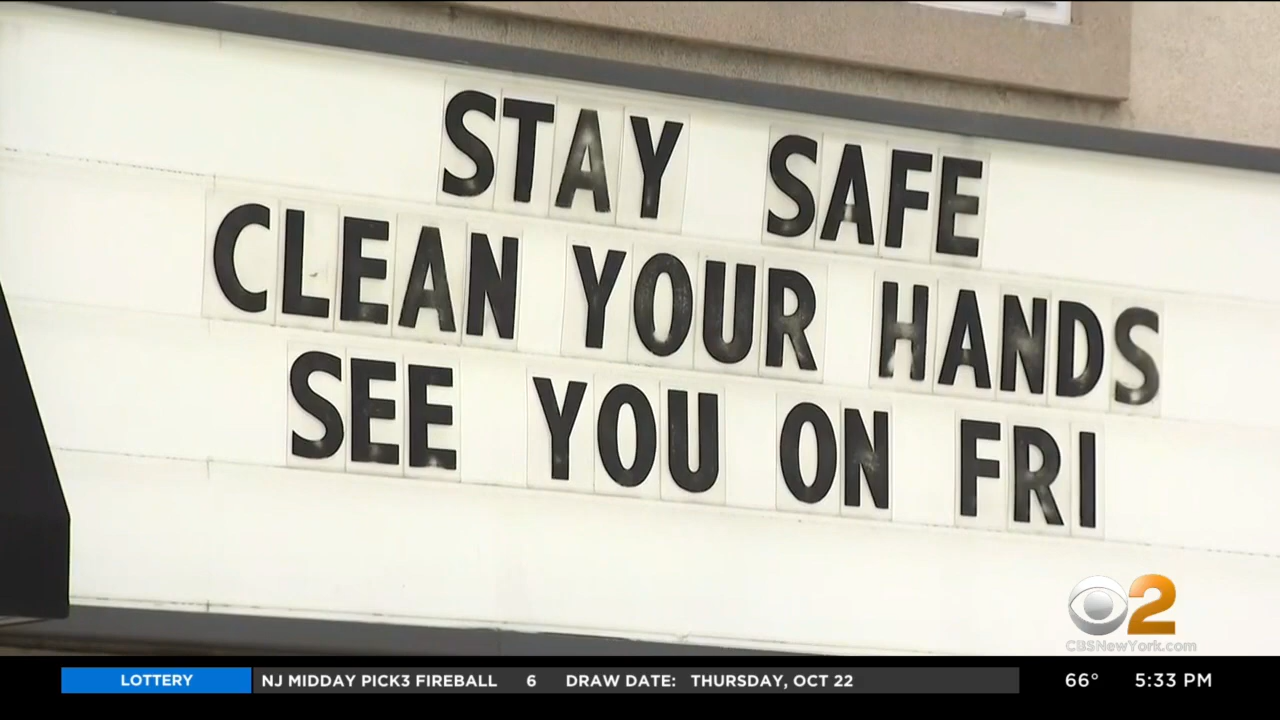 STAY SAFE
CLEAN YOUR HANDS
SEE YOU ON FRI
2
CBSNewYork.com
LOTTERY NJ MIDDAY PICK3 FIREBALL 6 DRAW DATE: THURSDAY, OCT 22 66° 5:33 PM